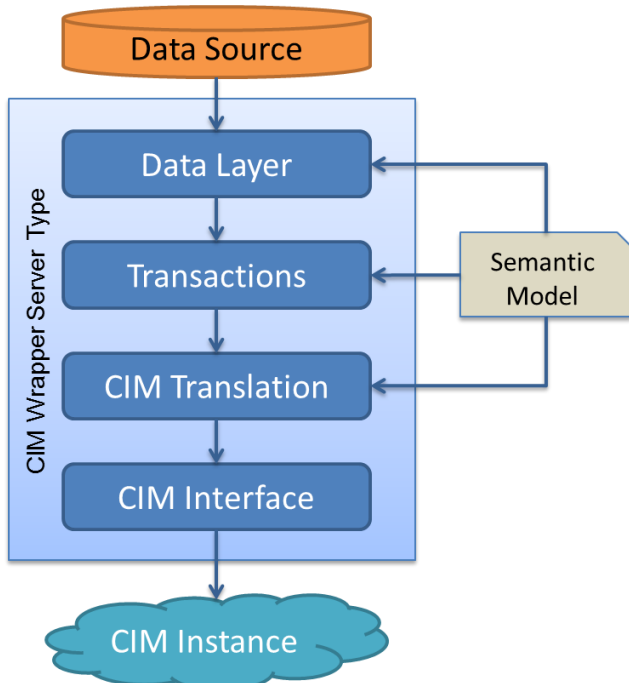 Data Source
CIM Wrapper Server Type
Data Layer
Transactions
Semantic
Model
CIM Translation
CIM Interface
CIM Instance